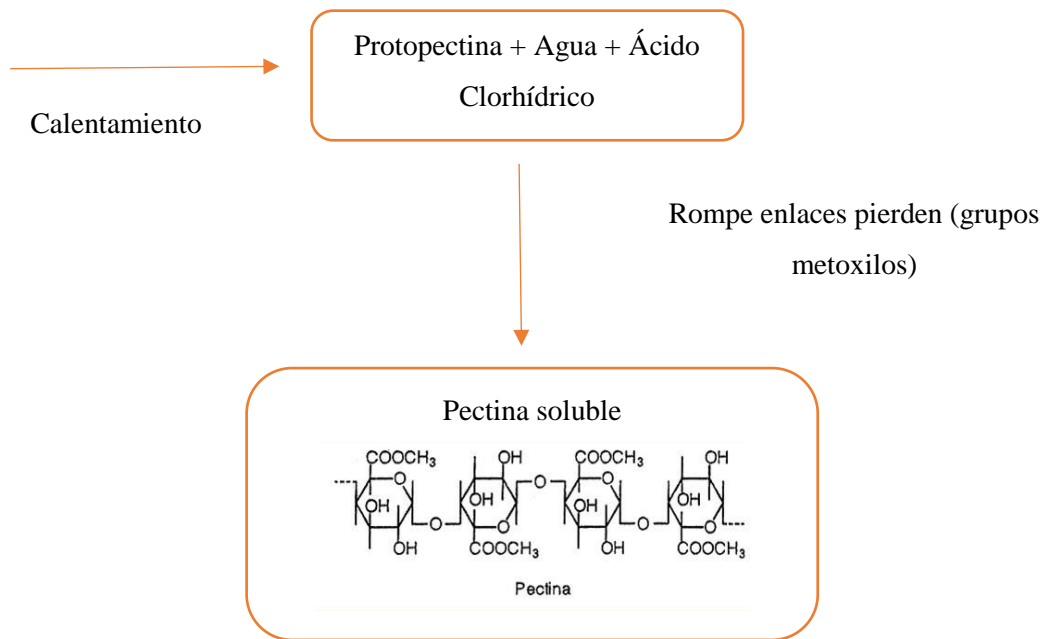 Protopectina + Agua + Ácido
Clorhídrico
Calentamiento
Rompe enlaces pierden (grupos
metoxilos)
Pectina soluble
COOCH₃ OH COOCH₃ OH
O O O
OH OH OH OH
O O O
OH COOCH₃ OH COOCH₃
Pectina